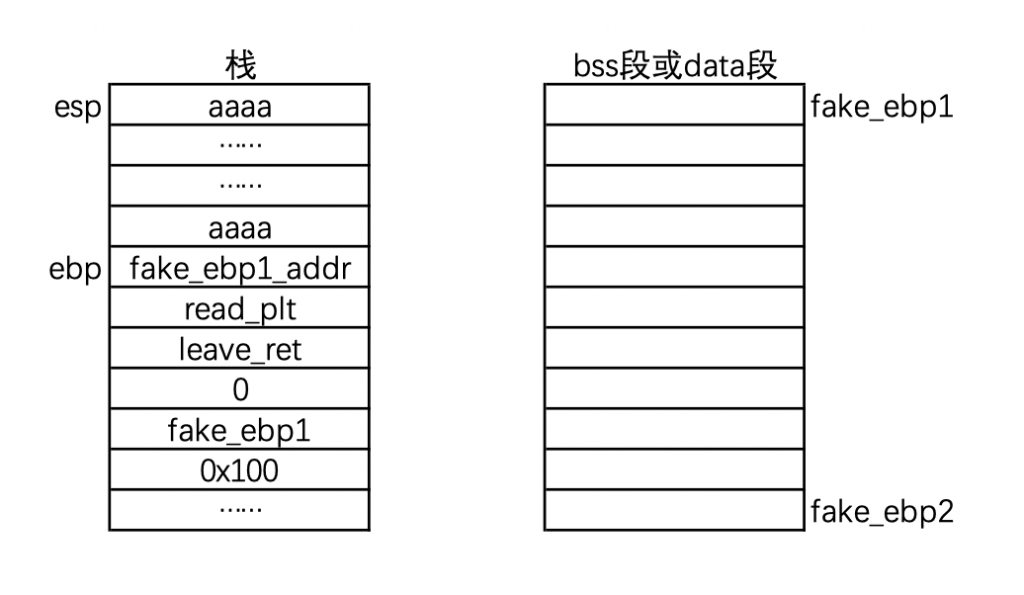 栈
esp
aaaa
……
……
aaaa
ebp
fake_ebp1_addr
read_plt
leave_ret
0
fake_ebp1
0x100
……
bss段或data段
fake_ebp1
fake_ebp2